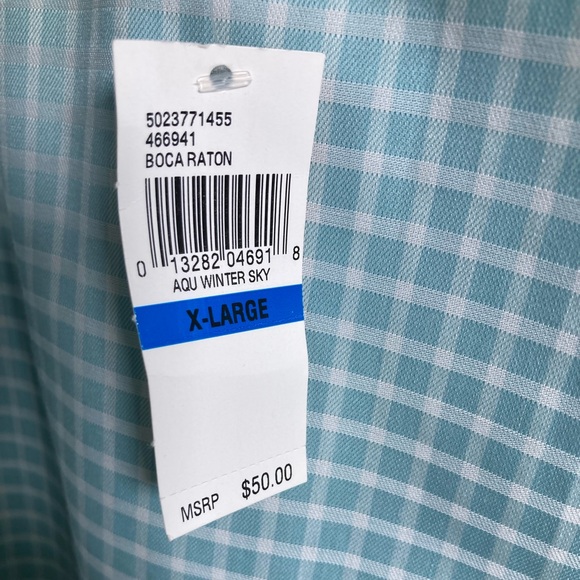 5023771455
466941
BOCA RATON
0 13282 04691 8
AQU WINTER SKY
X-LARGE
MSRP $50.00